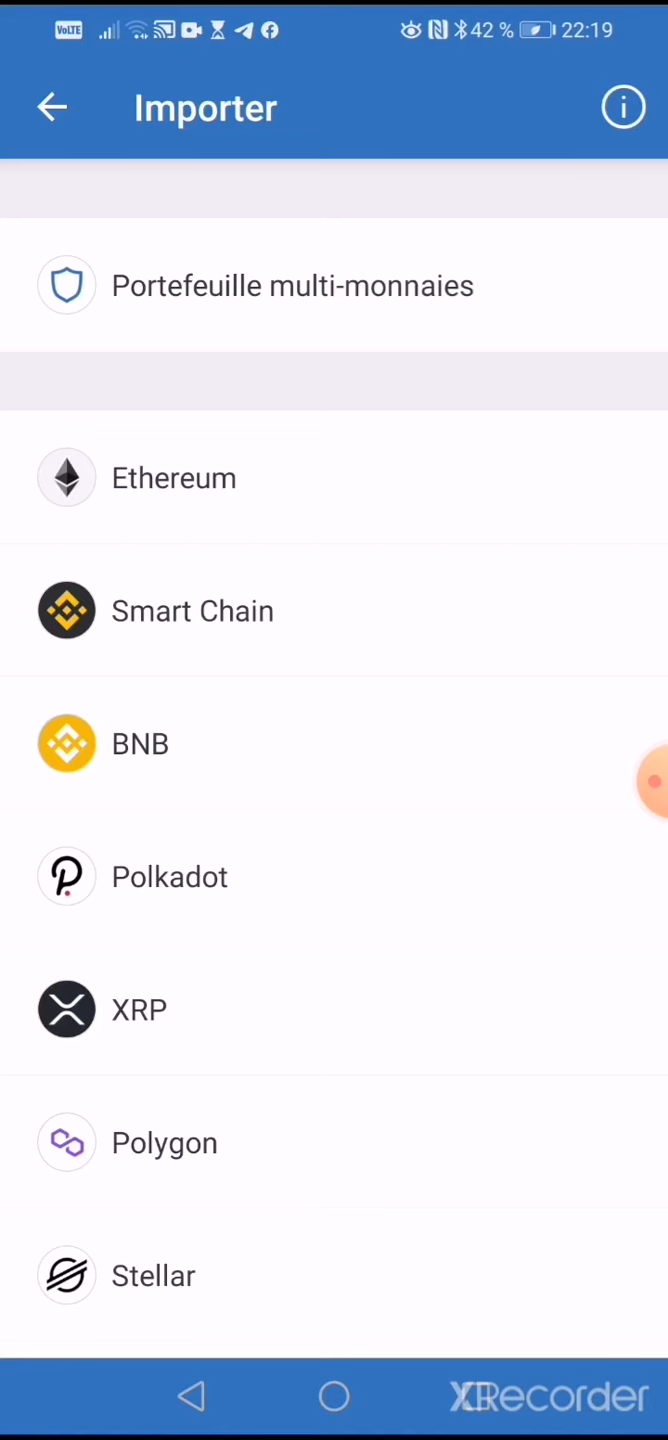 VoLTE 42 % 22:19
Importer
Portefeuille multi-monnaies
Ethereum
Smart Chain
BNB
Polkadot
XRP
Polygon
Stellar
XRecorder